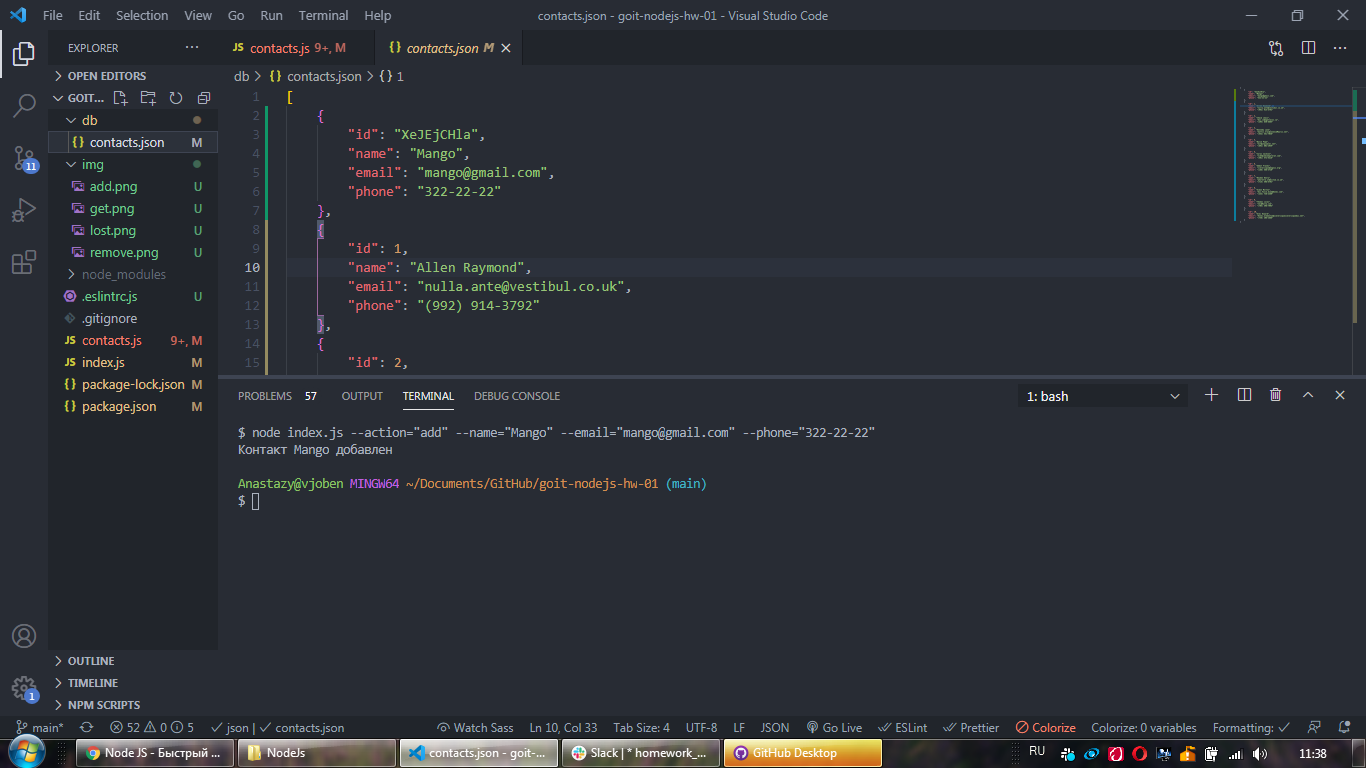 File Edit Selection View Go Run Terminal Help contacts.json - goit-nodejs-hw-01 - Visual Studio Code
EXPLORER ···
contacts.js 9+, M
contacts.json M
OPEN EDITORS
GOIT...
db
contacts.json M
img
add.png U
get.png U
lost.png U
remove.png U
node_modules
.eslintrc.js U
.gitignore
JS contacts.js 9+, M
JS index.js M
{} package-lock.json M
{} package.json M
OUTLINE
TIMELINE
NPM SCRIPTS
11
1
db > {} contacts.json > {} 1
1 [
2 {
3 "id": "XeJEjCHla",
4 "name": "Mango",
5 "email": "mango@gmail.com",
6 "phone": "322-22-22"
7 },
8 {
9 "id": 1,
10 "name": "Allen Raymond",
11 "email": "nulla.ante@vestibul.co.uk",
12 "phone": "(992) 914-3792"
13 },
14 {
15 "id": 2,
PROBLEMS 57 OUTPUT TERMINAL DEBUG CONSOLE 1: bash
$ node index.js --action="add" --name="Mango" --email="mango@gmail.com" --phone="322-22-22"
Контакт Mango добавлен
Anastazy@vjoben MINGW64 ~/Documents/GitHub/goit-nodejs-hw-01 (main)
$
main* 52 0 5 json | contacts.json Watch Sass Ln 10, Col 33 Tab Size: 4 UTF-8 LF JSON Go Live ESLint Prettier Colorize Colorize: 0 variables Formatting:
Node JS - Быстрый ... NodeJs contacts.json - goit-... Slack | * homework_... GitHub Desktop RU 11:38